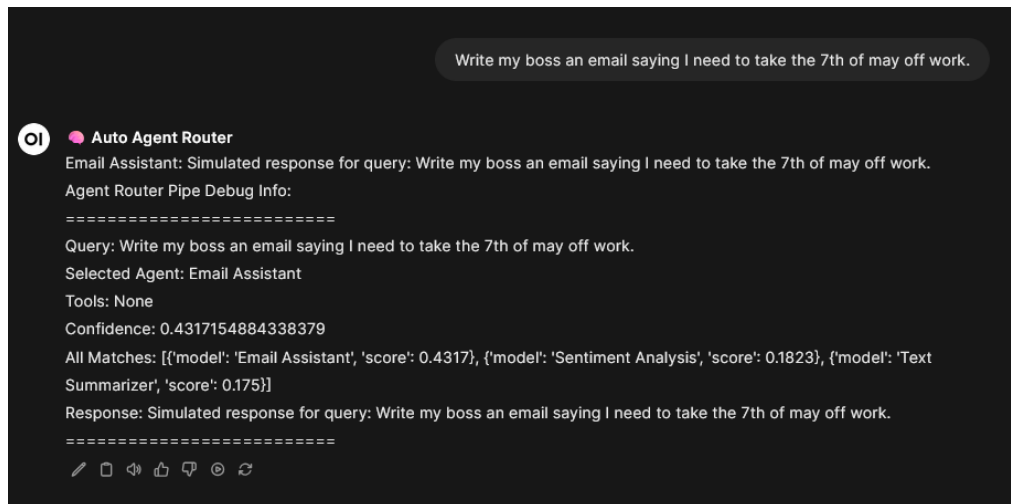 Write my boss an email saying I need to take the 7th of may off work.
OI
Auto Agent Router
Email Assistant: Simulated response for query: Write my boss an email saying I need to take the 7th of may off work.
Agent Router Pipe Debug Info:
==========================
Query: Write my boss an email saying I need to take the 7th of may off work.
Selected Agent: Email Assistant
Tools: None
Confidence: 0.4317154884338379
All Matches: [{'model': 'Email Assistant', 'score': 0.4317}, {'model': 'Sentiment Analysis', 'score': 0.1823}, {'model': 'Text
Summarizer', 'score': 0.175}]
Response: Simulated response for query: Write my boss an email saying I need to take the 7th of may off work.
==========================